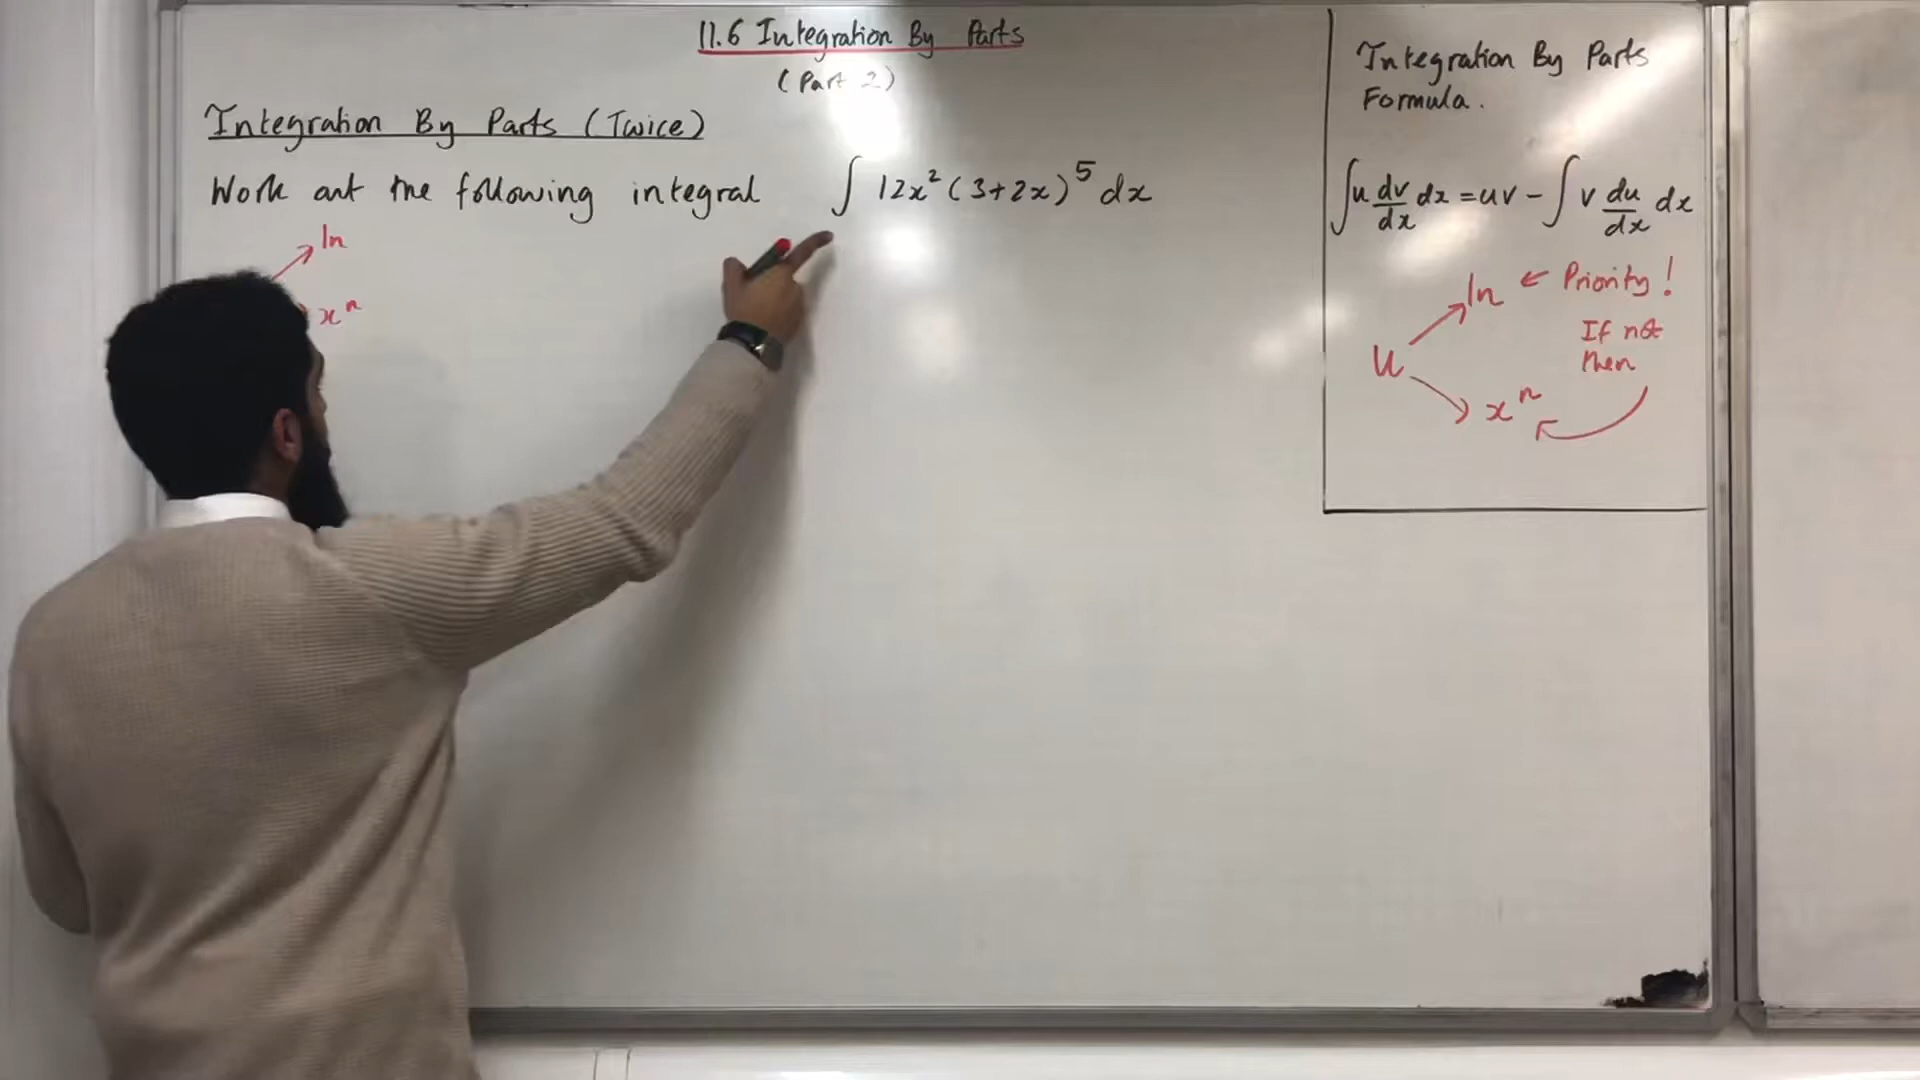 11.6 Integration By Parts
(Part 2)
Integration By Parts (Twice)
Work out the following integral ∫ 12x²(3+2x)⁵ dx
ln
xⁿ
Integration By Parts
Formula.
∫u dv/dx dx = uv - ∫ v du/dx dx
ln ← Priority!
If not
then
u
xⁿ